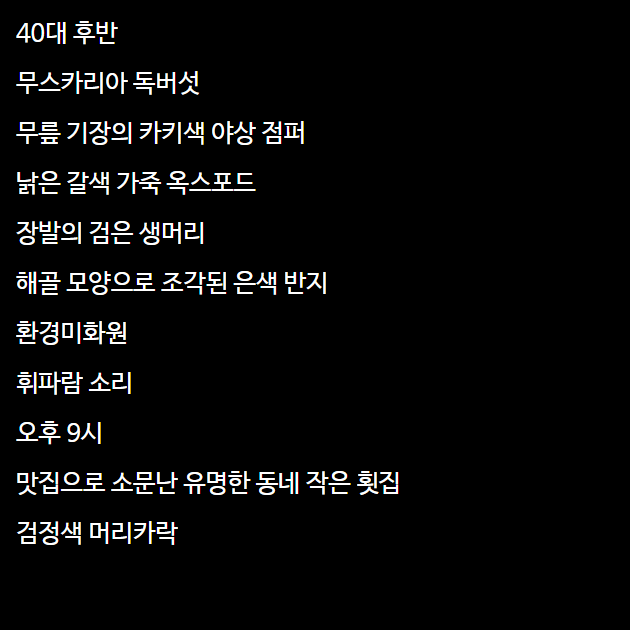 40대 후반
무스카리아 독버섯
무릎 기장의 카키색 야상 점퍼
낡은 갈색 가죽 옥스포드
장발의 검은 생머리
해골 모양으로 조각된 은색 반지
환경미화원
휘파람 소리
오후 9시
맛집으로 소문난 유명한 동네 작은 횟집
검정색 머리카락